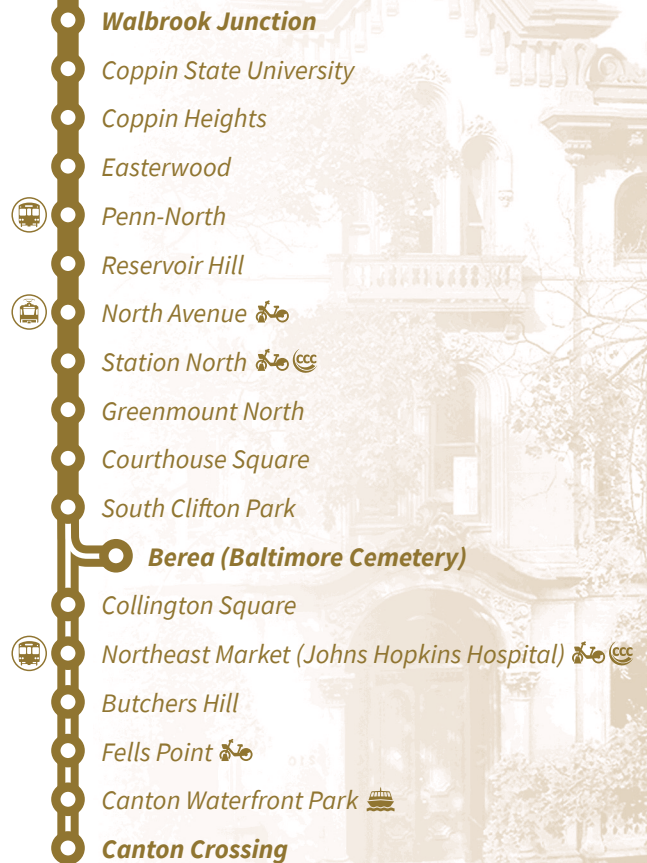 Walbrook Junction
Coppin State University
Coppin Heights
Easterwood
Penn-North
Reservoir Hill
North Avenue
Station North CCC
Greenmount North
Courthouse Square
South Clifton Park
Berea (Baltimore Cemetery)
Collington Square
Northeast Market (Johns Hopkins Hospital) CCC
Butchers Hill
Fells Point
Canton Waterfront Park
Canton Crossing